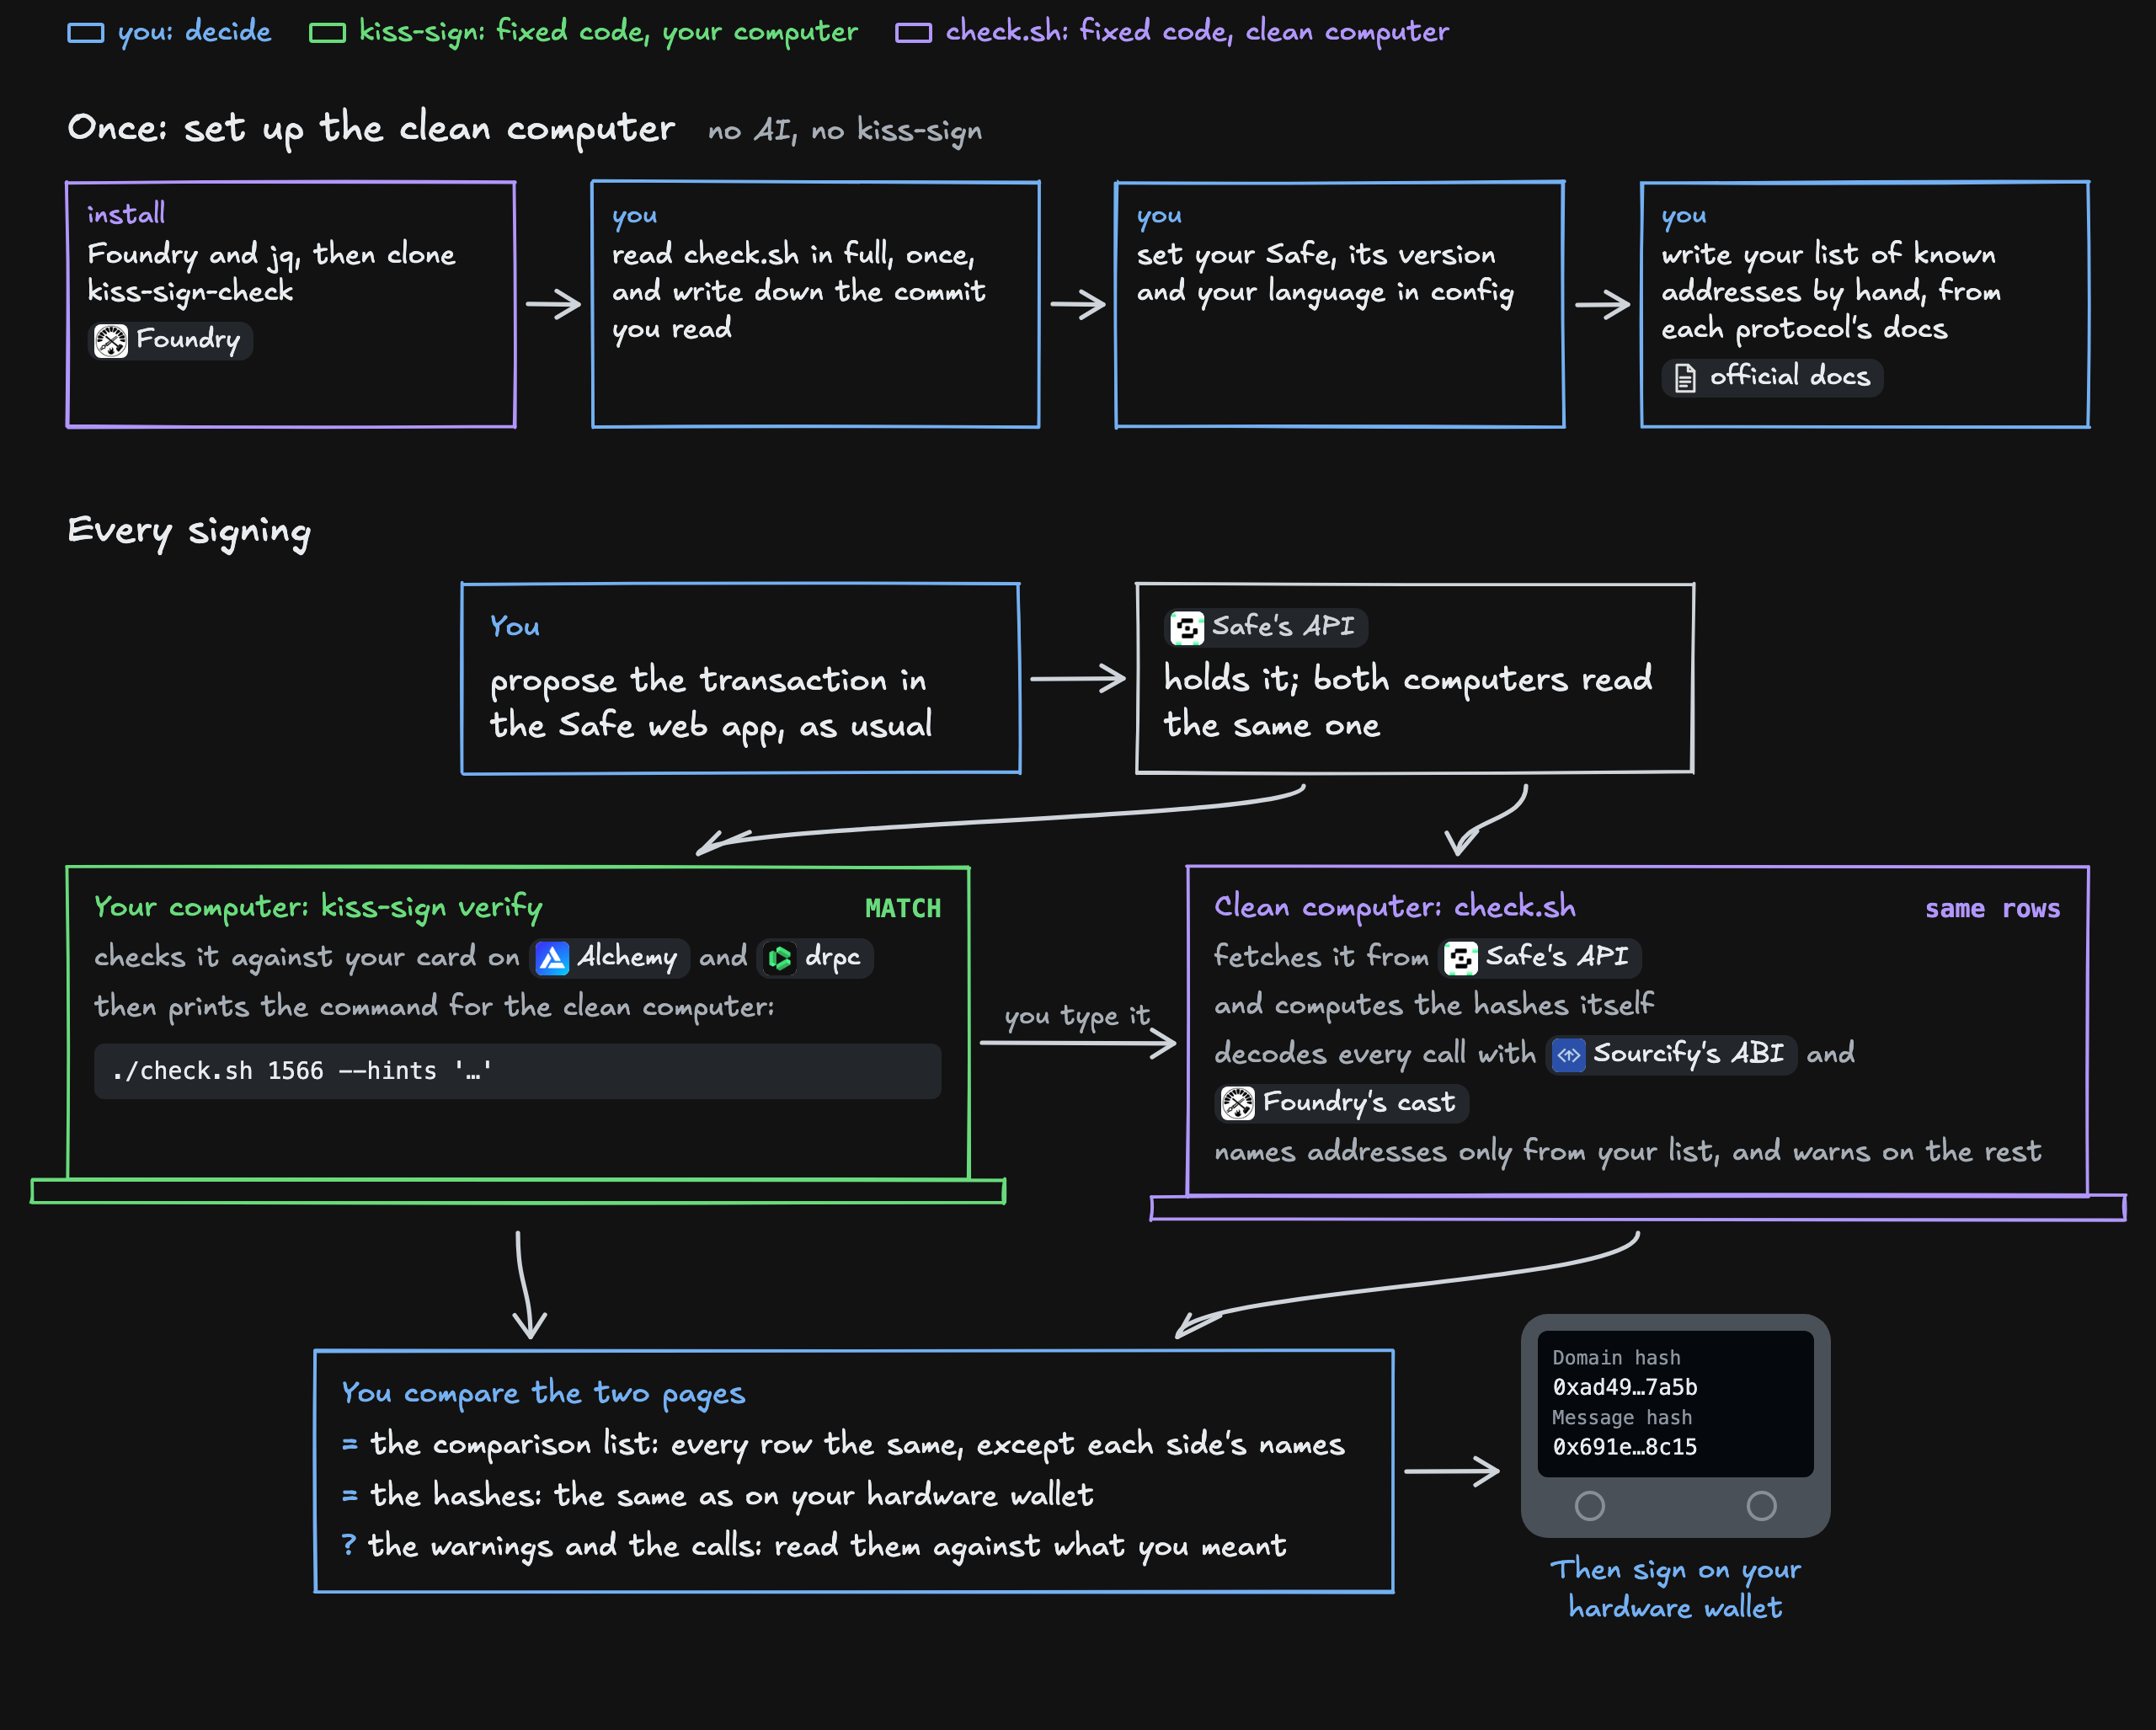 you: decide
kiss-sign: fixed code, your computer
check.sh: fixed code, clean computer
Once: set up the clean computer no AI, no kiss-sign
install
Foundry and jq, then clone
kiss-sign-check
Foundry
you
read check.sh in full, once,
and write down the commit
you read
you
set your Safe, its version
and your language in config
you
write your list of known
addresses by hand, from
each protocol's docs
official docs
Every signing
You
propose the transaction in
the Safe web app, as usual
Safe's API
holds it; both computers read
the same one
Your computer: kiss-sign verify MATCH
checks it against your card on Alchemy and drpc
then prints the command for the clean computer:
./check.sh 1566 --hints '…'
you type it
Clean computer: check.sh same rows
fetches it from Safe's API
and computes the hashes itself
decodes every call with Sourcify's ABI and
Foundry's cast
names addresses only from your list, and warns on the rest
You compare the two pages
= the comparison list: every row the same, except each side's names
= the hashes: the same as on your hardware wallet
? the warnings and the calls: read them against what you meant
Domain hash
0xad49…7a5b
Message hash
0x691e…8c15
Then sign on your
hardware wallet